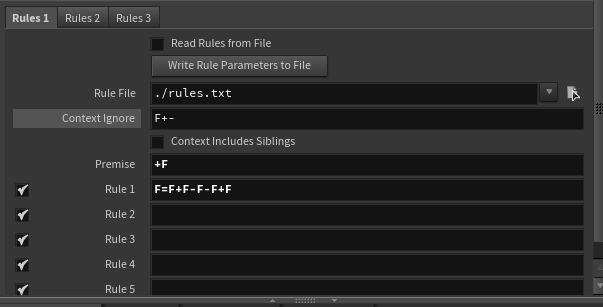 Rules 1 Rules 2 Rules 3
Read Rules from File
Write Rule Parameters to File
Rule File ./rules.txt
Context Ignore F+-
Context Includes Siblings
Premise +F
Rule 1 F=F+F-F-F+F
Rule 2
Rule 3
Rule 4
Rule 5